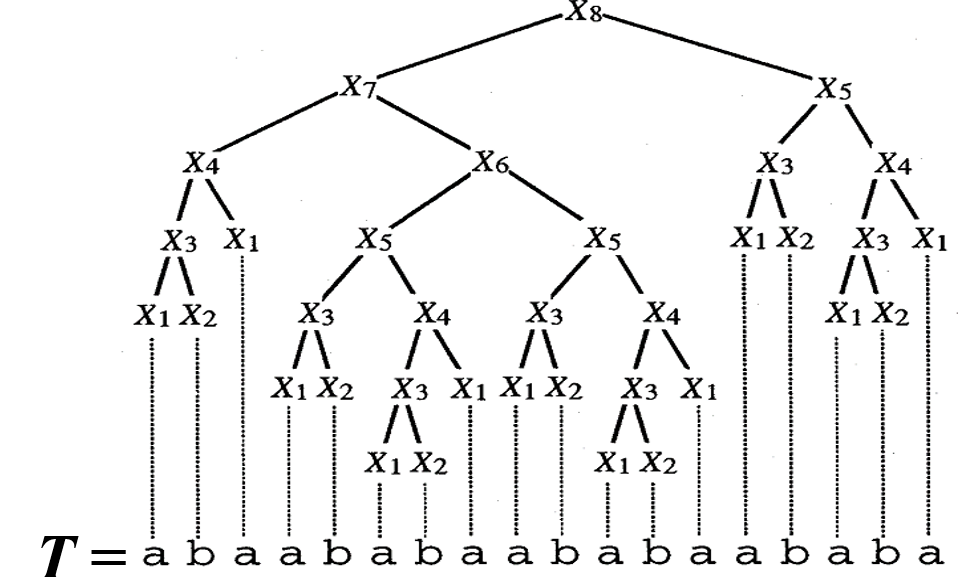 X8
X7 X5
X4 X6 X3 X4
X3 X1 X5 X5 X1 X2 X3 X1
X1 X2 X3 X4 X3 X4 X1 X2
X1 X2 X3 X1 X1 X2 X3 X1
X1 X2 X1 X2
T = a b a a b a b a a b a b a a b a b a